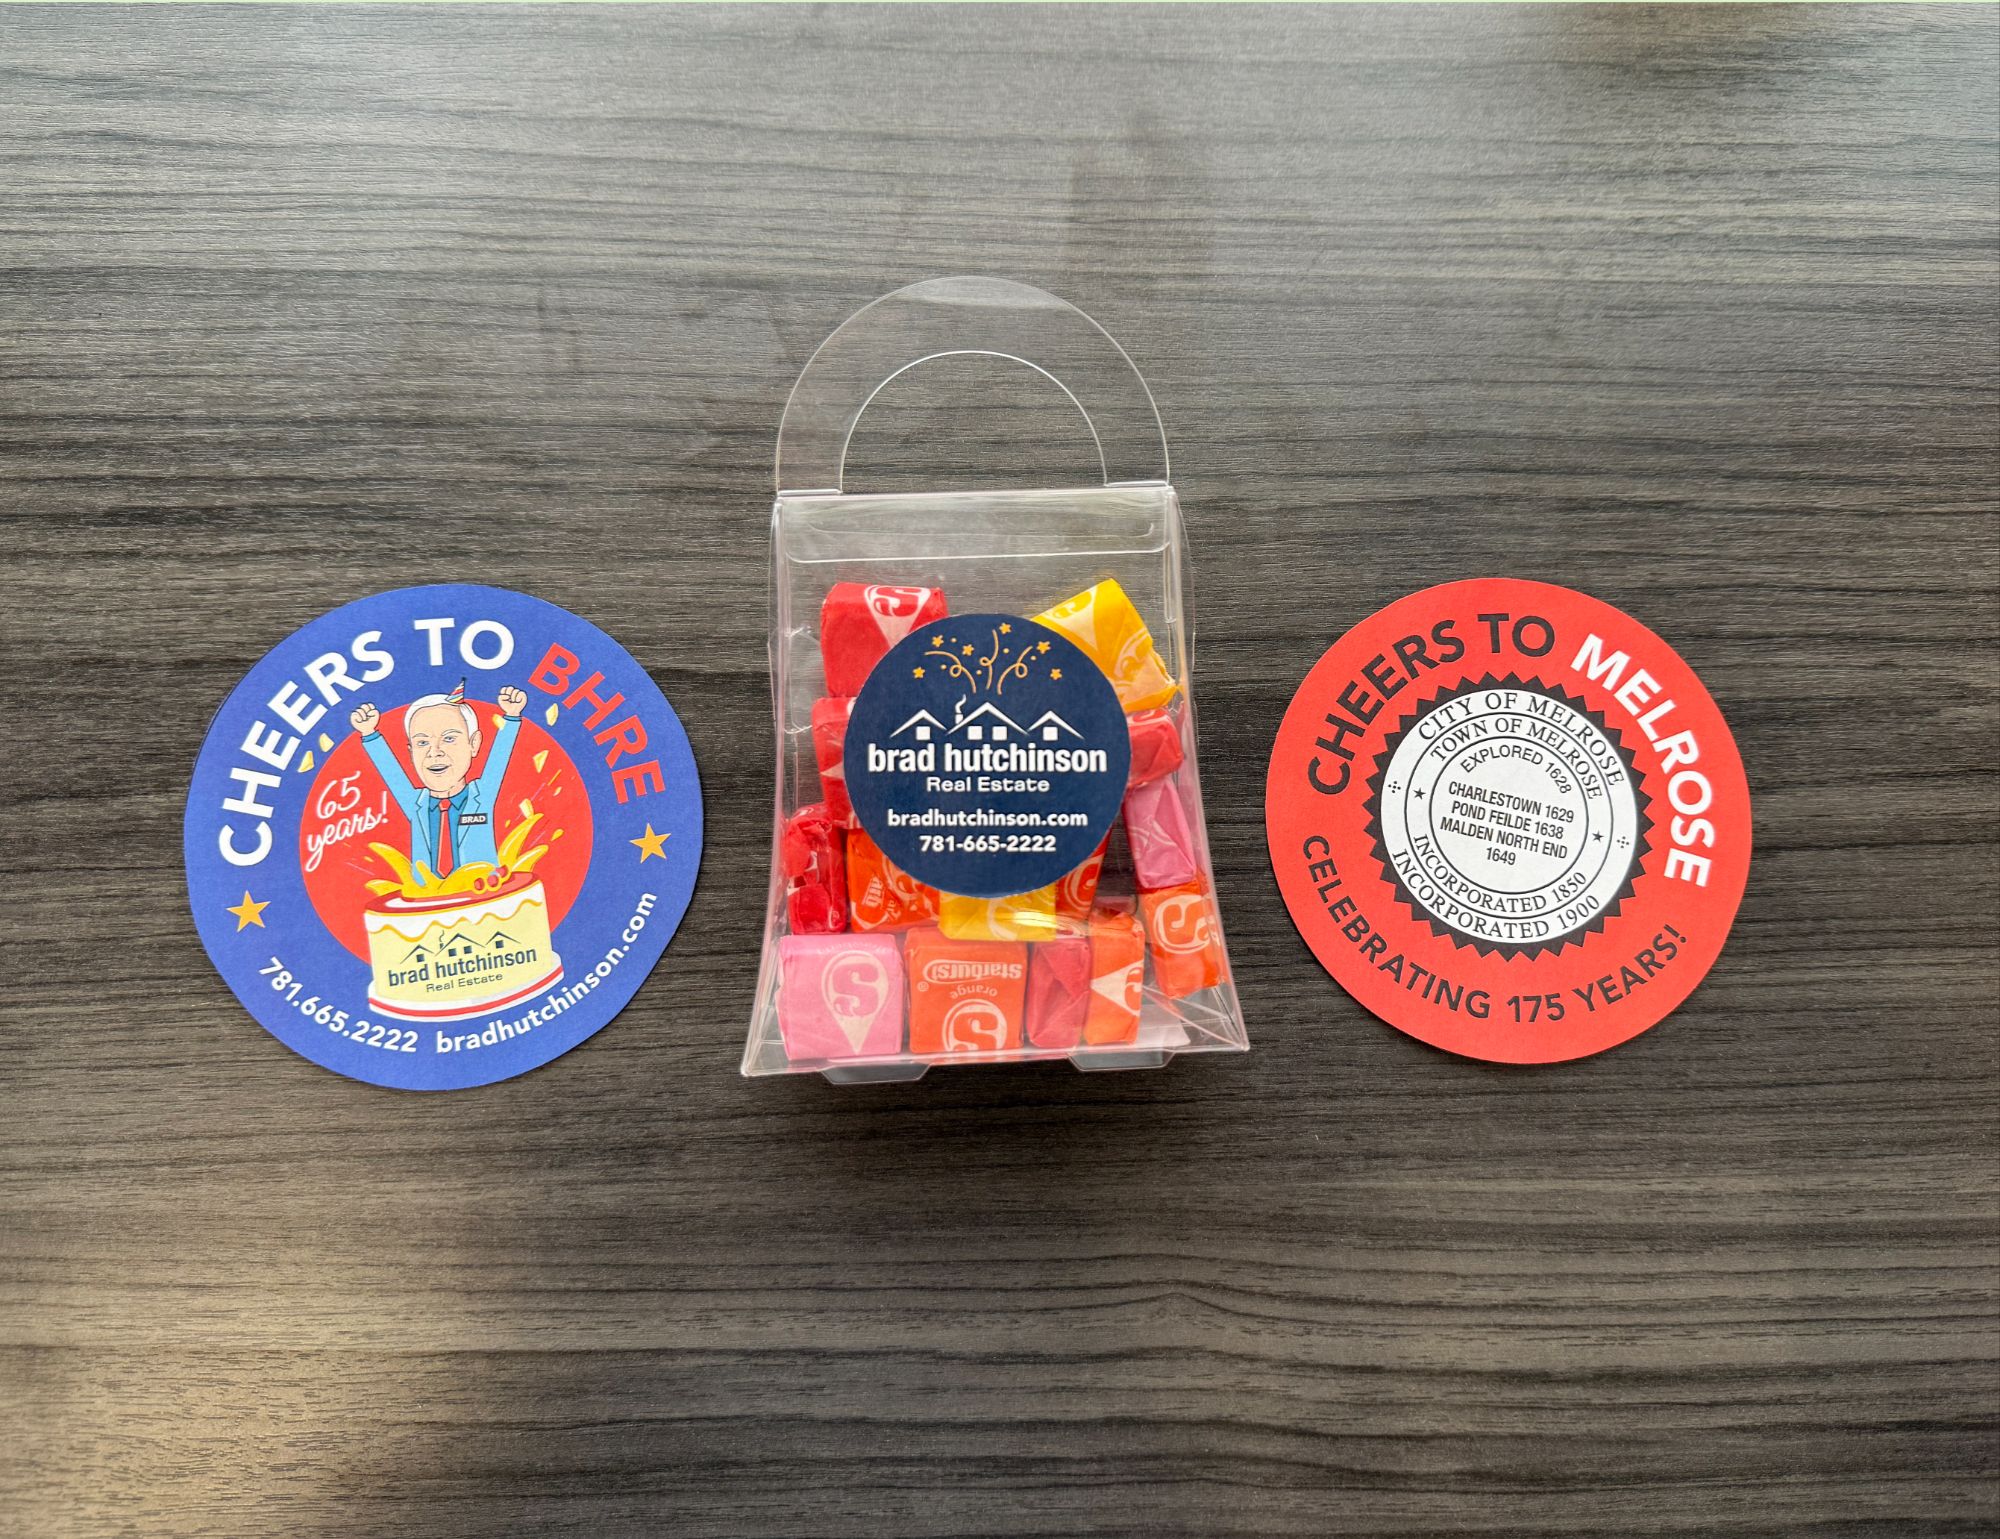 CHEERS TO BHRE
65
years!
BRAD
brad hutchinson
Real Estate
781.665.2222 bradhutchinson.com
S
S
brad hutchinson
Real Estate
bradhutchinson.com
781-665-2222
S
S
S
Starburst®
orange
S
CHEERS TO MELROSE
CITY OF MELROSE
TOWN OF MELROSE
EXPLORED 1628
CHARLESTOWN 1629
POND FEILDE 1638
MALDEN NORTH END
1649
INCORPORATED 1850
INCORPORATED 1900
CELEBRATING 175 YEARS!